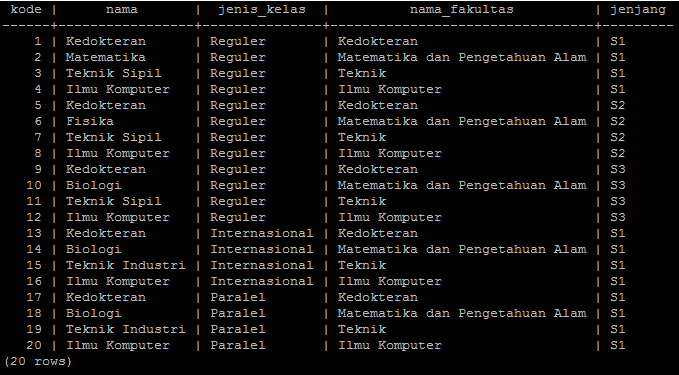 kode | nama | jenis_kelas | nama_fakultas | jenjang
------+-----------------+---------------+---------------------------------+---------
1 | Kedokteran | Reguler | Kedokteran | S1
2 | Matematika | Reguler | Matematika dan Pengetahuan Alam | S1
3 | Teknik Sipil | Reguler | Teknik | S1
4 | Ilmu Komputer | Reguler | Ilmu Komputer | S1
5 | Kedokteran | Reguler | Kedokteran | S2
6 | Fisika | Reguler | Matematika dan Pengetahuan Alam | S2
7 | Teknik Sipil | Reguler | Teknik | S2
8 | Ilmu Komputer | Reguler | Ilmu Komputer | S2
9 | Kedokteran | Reguler | Kedokteran | S3
10 | Biologi | Reguler | Matematika dan Pengetahuan Alam | S3
11 | Teknik Sipil | Reguler | Teknik | S3
12 | Ilmu Komputer | Reguler | Ilmu Komputer | S3
13 | Kedokteran | Internasional | Kedokteran | S1
14 | Biologi | Internasional | Matematika dan Pengetahuan Alam | S1
15 | Teknik Industri | Internasional | Teknik | S1
16 | Ilmu Komputer | Internasional | Ilmu Komputer | S1
17 | Kedokteran | Paralel | Kedokteran | S1
18 | Biologi | Paralel | Matematika dan Pengetahuan Alam | S1
19 | Teknik Industri | Paralel | Teknik | S1
20 | Ilmu Komputer | Paralel | Ilmu Komputer | S1
(20 rows)